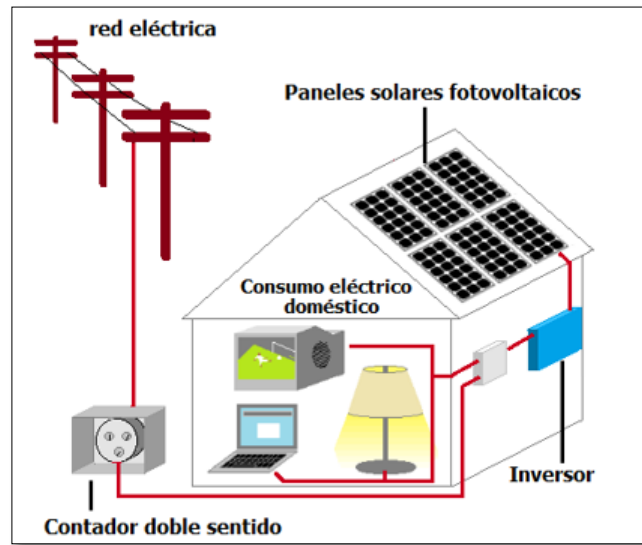 red eléctrica
Paneles solares fotovoltaicos
Consumo eléctrico
doméstico
Inversor
Contador doble sentido